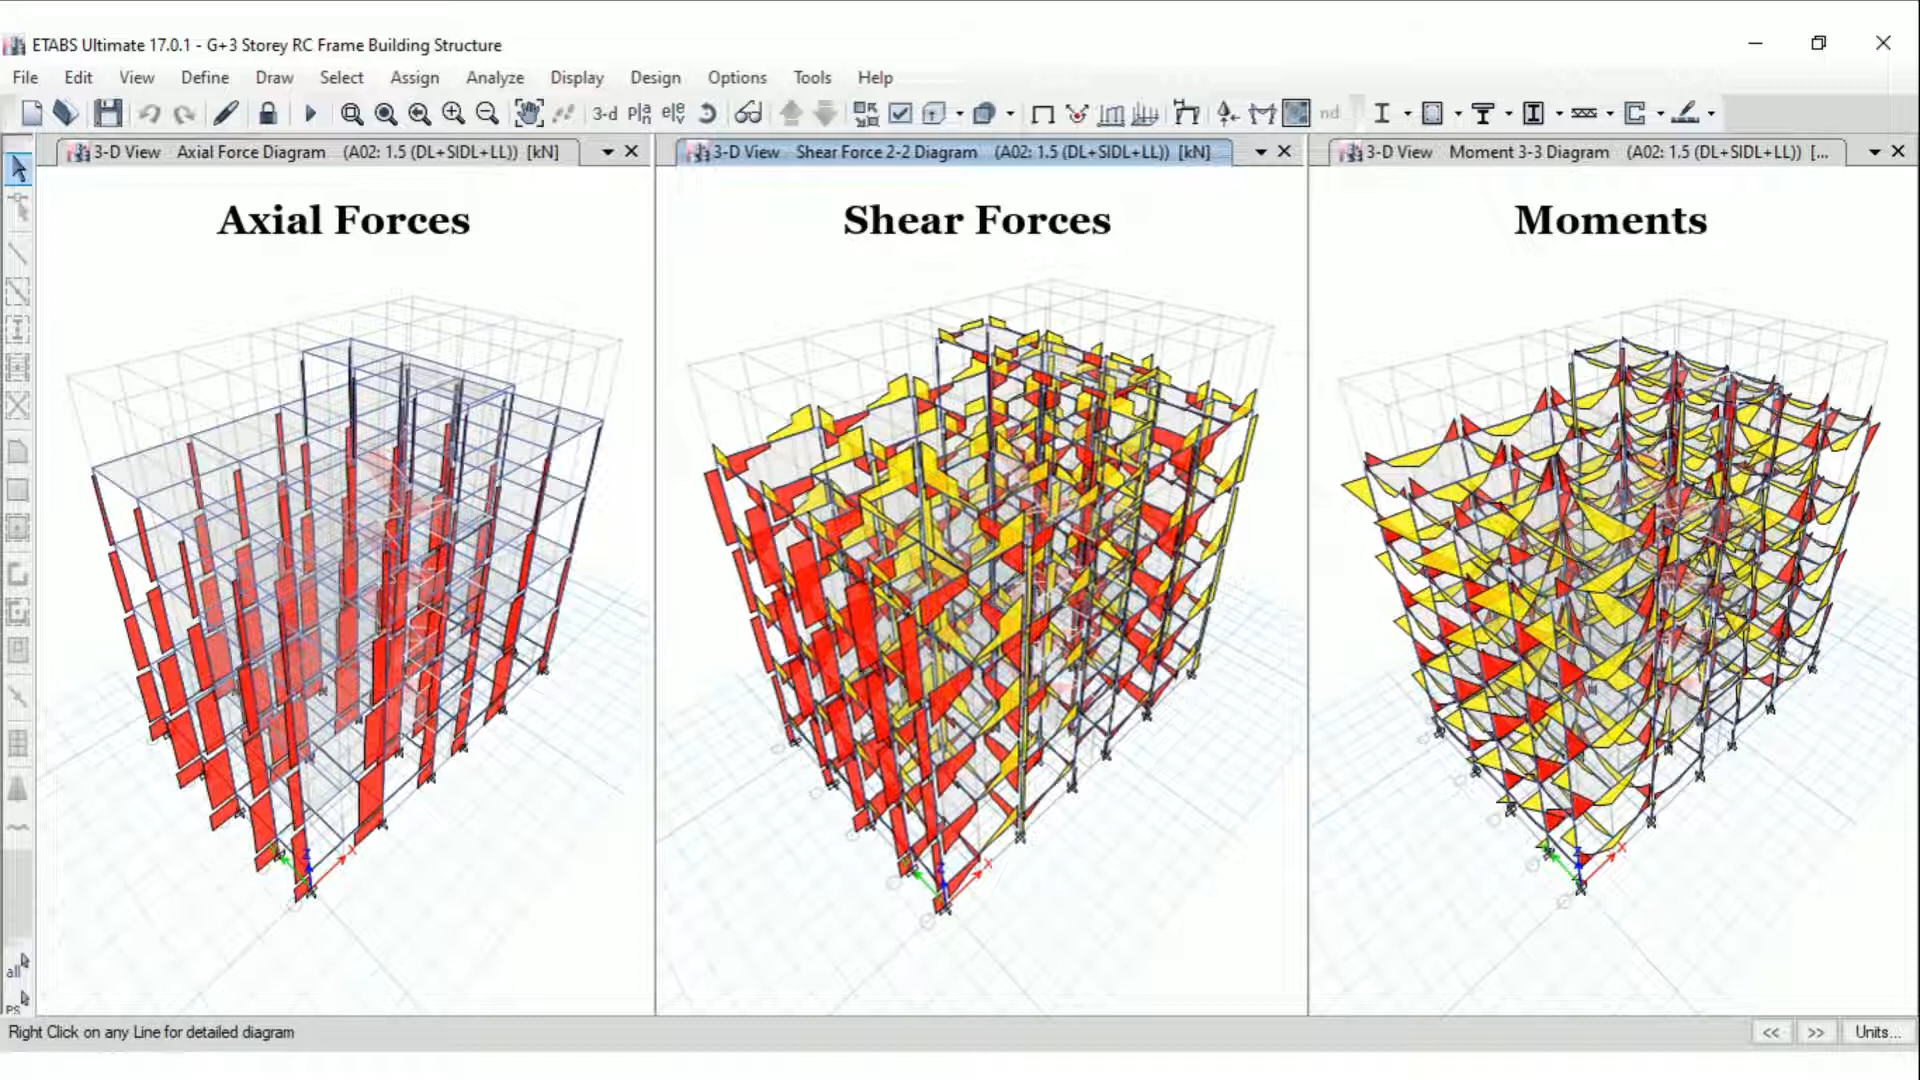 ETABS Ultimate 17.0.1 - G+3 Storey RC Frame Building Structure
File Edit View Define Draw Select Assign Analyze Display Design Options Tools Help
3-d
nd
3-D View Axial Force Diagram (A02: 1.5 (DL+SIDL+LL)) [kN]
3-D View Shear Force 2-2 Diagram (A02: 1.5 (DL+SIDL+LL)) [kN]
3-D View Moment 3-3 Diagram (A02: 1.5 (DL+SIDL+LL)) [...
Axial Forces
Shear Forces
Moments
X
Z
X
Z
X
Z
all
PS
Right Click on any Line for detailed diagram
<< >> Units...